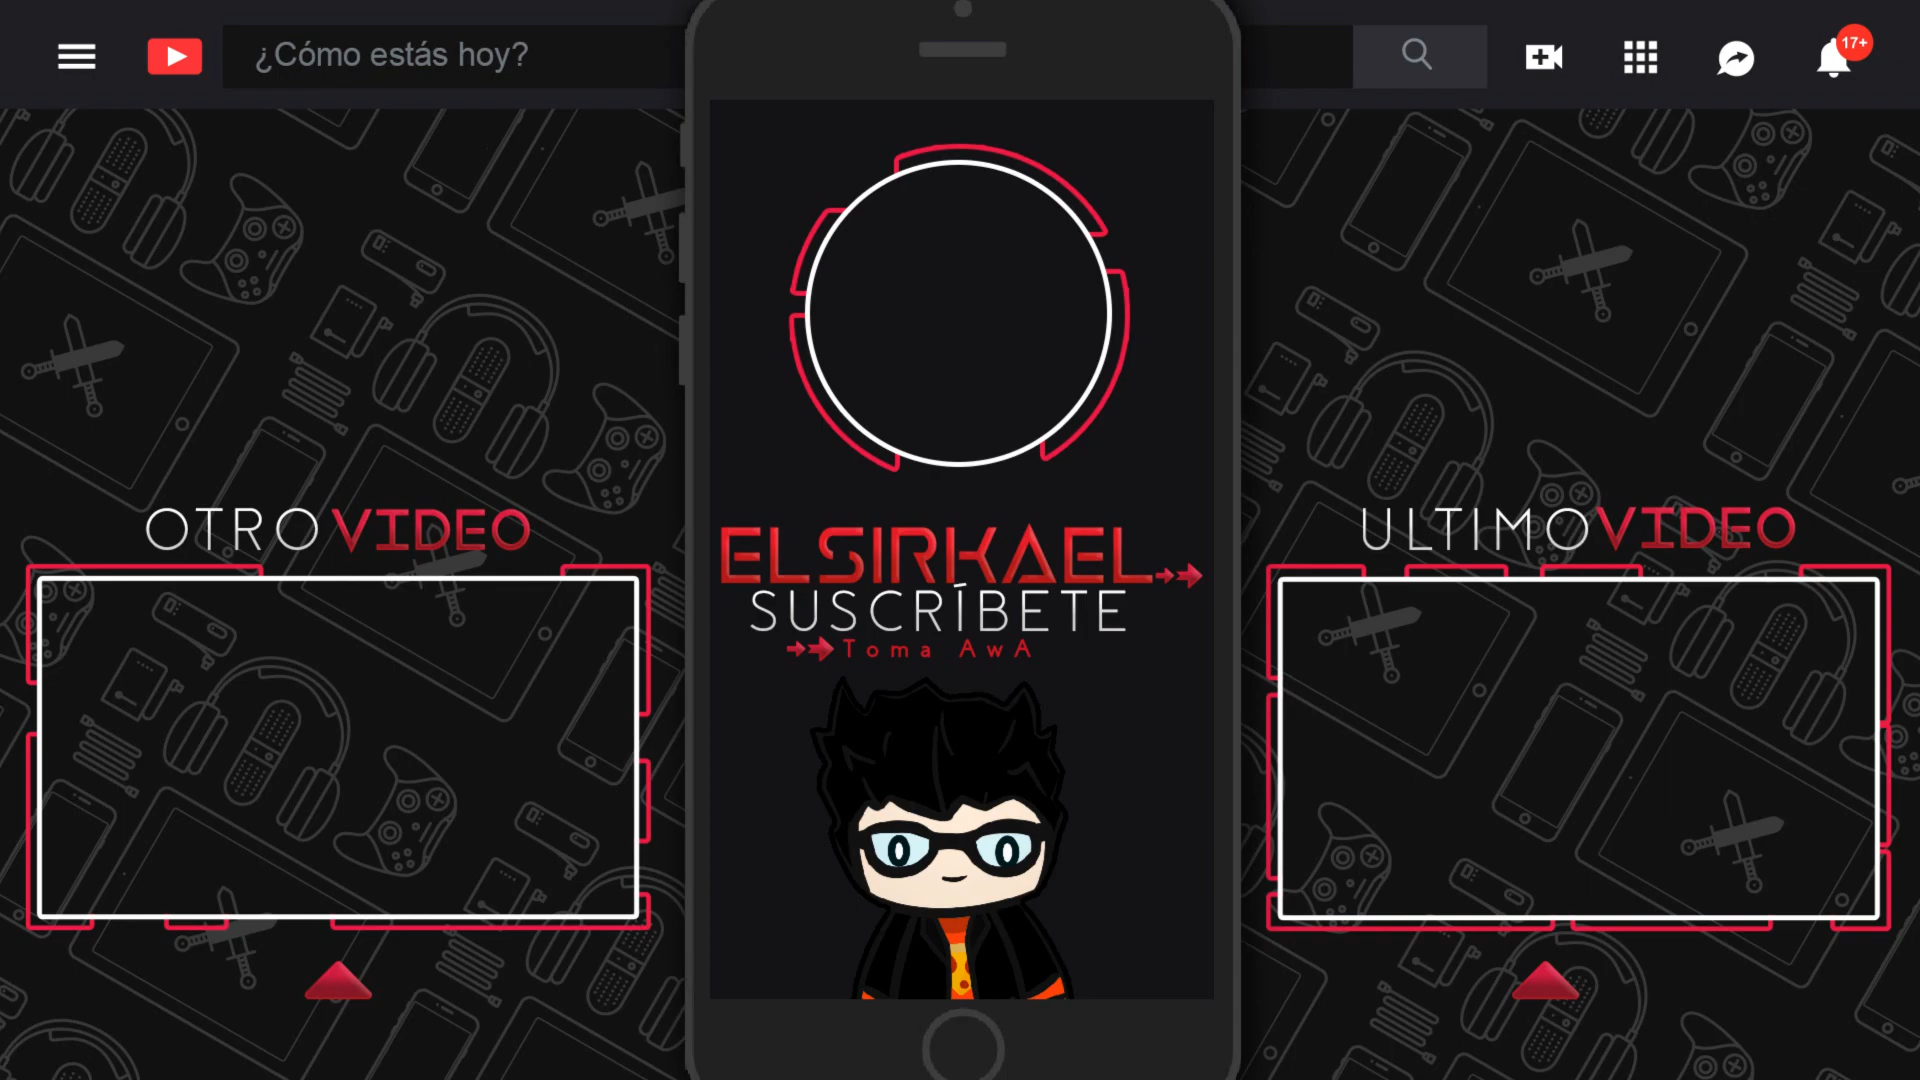 ¿Cómo estás hoy?
17+
OTRO VIDEO
ELSIRKAEL
SUSCRÍBETE
Toma AwA
ULTIMO VIDEO